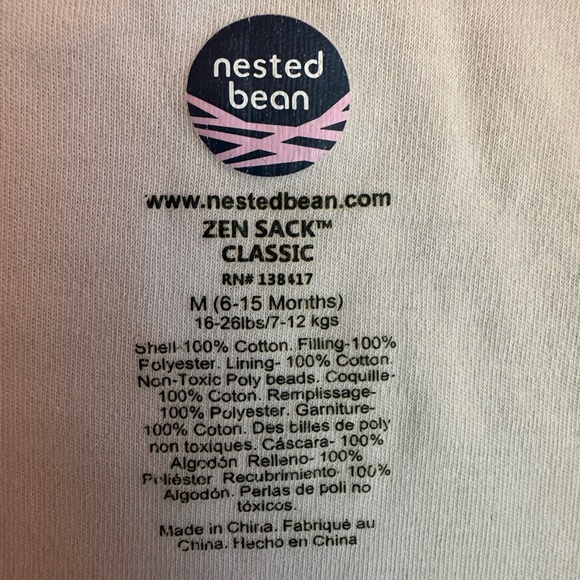 nested
bean
www.nestedbean.com
ZEN SACK™
CLASSIC
RN# 138417
M (6-15 Months)
16-26lbs/7-12 kgs
Shell-100% Cotton. Filling-100%
Polyester. Lining- 100% Cotton.
Non-Toxic Poly beads. Coquille-
100% Coton. Remplissage-
100% Polyester. Garniture-
100% Coton. Des billes de poly
non toxiques. Cáscara- 100%
Algodón Relleno- 100%
Poliéster Recubrimiento- 100%
Algodón. Perlas de poli no
tóxicos.
Made in China. Fabriqué au
China. Hecho en China